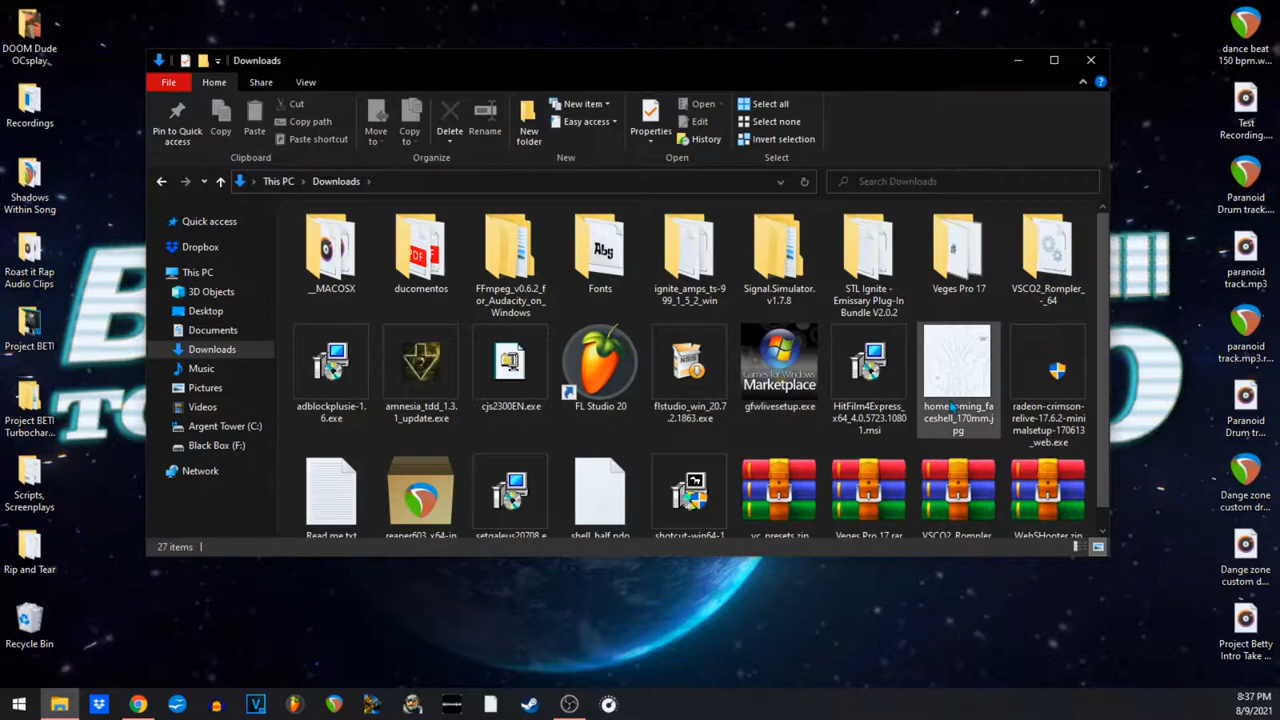 DOOM Dude
OCsplay.
Recordings
Shadows
Within Song
Roast it Rap
Audio Clips
Project BETI
Project BETI
Turbochar...
Scripts,
Screenplays
Rip and Tear
Recycle Bin
Downloads
File
Home
Share
View
Pin to Quick
access
Copy
Paste
Cut
Copy path
Paste shortcut
Clipboard
Move
to
Copy
to
Delete
Rename
Organize
New
folder
New item
Easy access
New
Properties
Open
Edit
History
Open
Select all
Select none
Invert selection
Select
This PC
Downloads
Search Downloads
Quick access
Dropbox
This PC
3D Objects
Desktop
Documents
Downloads
Music
Pictures
Videos
Argent Tower (C:)
Black Box (F:)
Network
__MACOSX
ducomentos
FFmpeg_v0.6.2_f
or_Audacity_on_
Windows
Abg
Fonts
ignite_amps_ts-9
99_1_5_2_win
Signal.Simulator.
v1.7.8
STL Ignite -
Emissary Plug-In
Bundle V2.0.2
Veges Pro 17
VSCO2_Rompler_
-_64
adblockplusie-1.
6.exe
amnesia_tdd_1.3.
1_update.exe
cjs2300EN.exe
FL Studio 20
NSIS
flstudio_win_20.7
.2.1863.exe
Games for Windows
Marketplace
gfwlivesetup.exe
HitFilm4Express_
x64_4.0.5723.1080
1.msi
ceshell_170mm.j
pg
radeon-crimson-
relive-17.6.2-mini
malsetup-170613
_web.exe
Read me.txt
reaper603_x64-in
shotcut-win64-1
vc_presets.zip
Veges Pro 17.rar
VSCO2_Rompler_
WebSHooter.zip
27 items
dance beat
150 bpm.w...
Test
Recording....
Paranoid
Drum track....
paranoid
track.mp3
paranoid
track.mp3.r...
Paranoid
Drum tr...
Dange zone
custom d...
Dange zone
custom d...
Project Betty
Intro Take ...
8:37 PM
8/9/2021